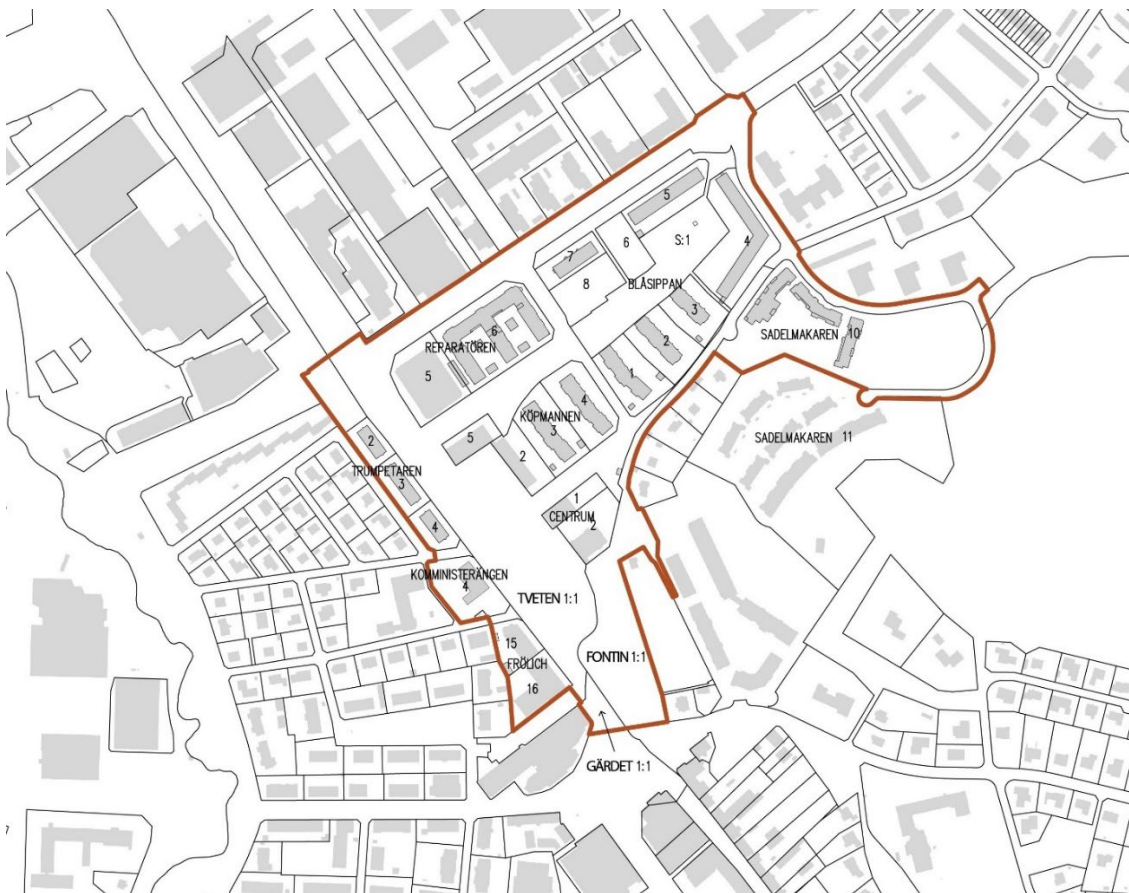 5
4
6
S:1
7
8
BLÅSIPPAN
3
2
1
6
REPARATÖREN
5
SADELMAKAREN 10
4
KÖPMANNEN
3
5
2
SADELMAKAREN 11
2
TRUMPETAREN
3
4
1
CENTRUM
2
KOMMINISTERÄNGEN
4
TVETEN 1:1
15
FRÖLICH
16
FONTIN 1:1
GÄRDET 1:1
7